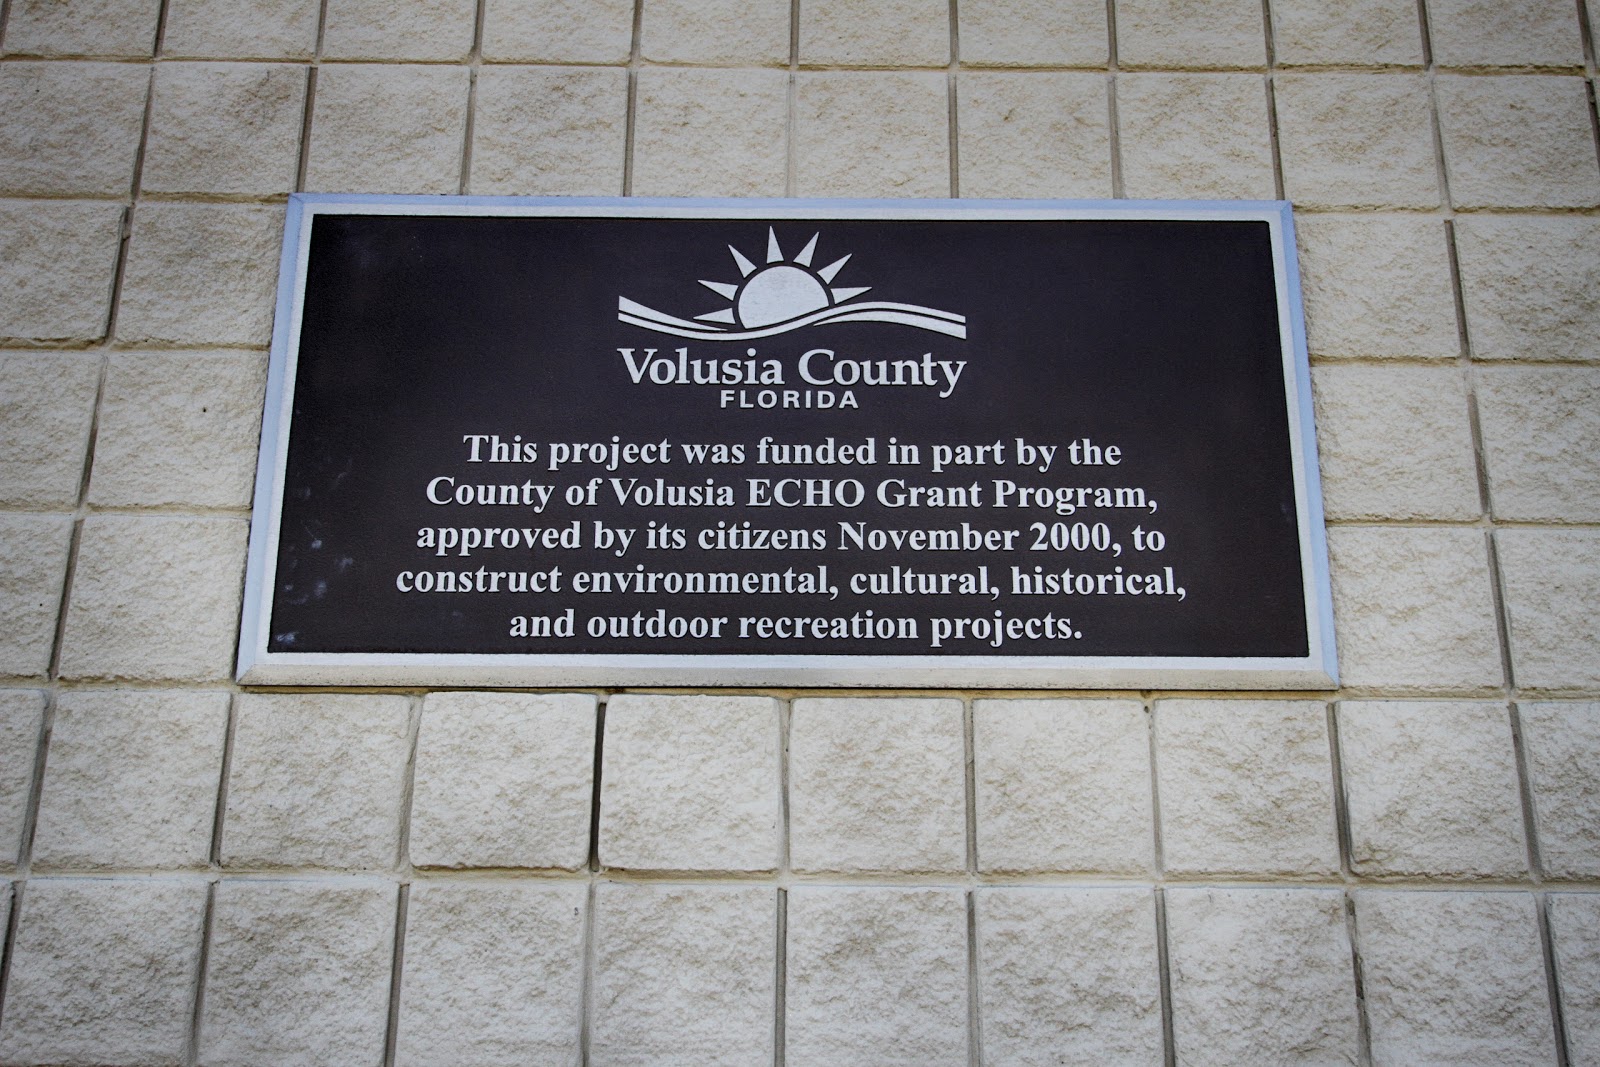 Volusia County
FLORIDA
This project was funded in part by the
County of Volusia ECHO Grant Program,
approved by its citizens November 2000, to
construct environmental, cultural, historical,
and outdoor recreation projects.